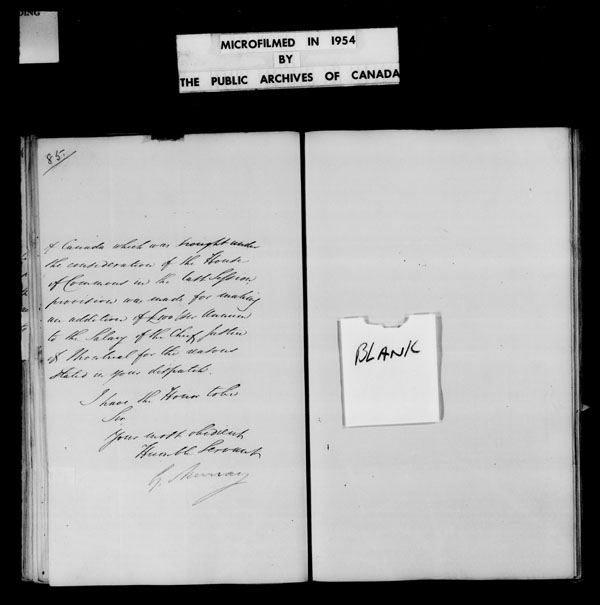 DING
MICROFILMED IN 1954
BY
THE PUBLIC ARCHIVES OF CANADA
85.
of Canada which was brought under
the consideration of the House
of Commons in the last Session,
provision was made for making
an addition of Annum
to the Salary of the Chief Justice
of Montreal for the reasons
stated in your dispatch.
I have the Honor to be
Sir
Your most obedient
Humble Servant
G. Murray
BLANK